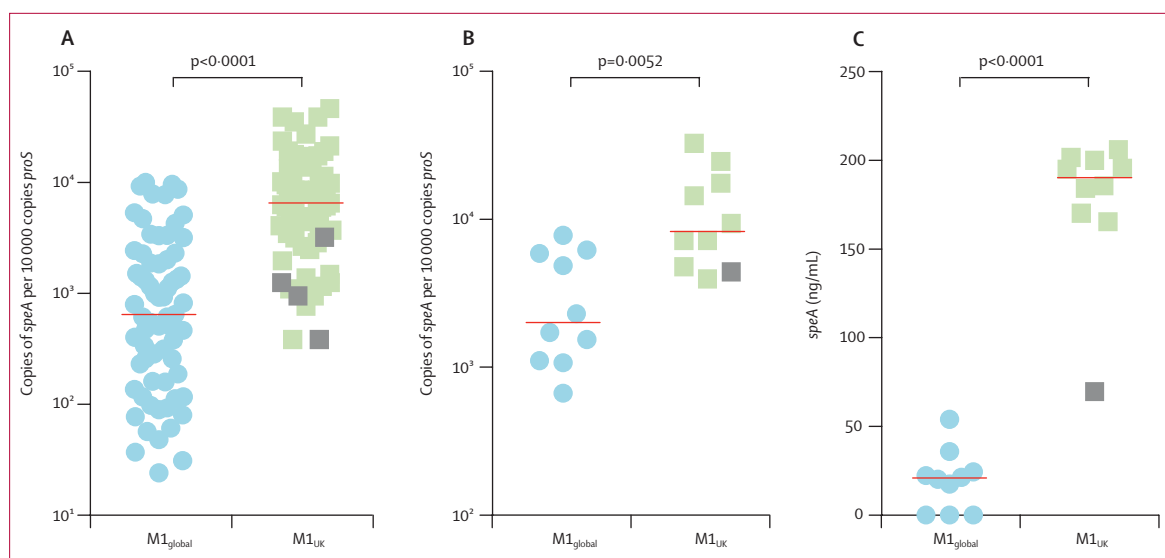 A
p<0·0001
10⁵
10⁴
10³
10²
10¹
Copies of speA per 10 000 copies proS
M1global
M1UK
B
p=0·0052
10⁵
10⁴
10³
10²
Copies of speA per 10 000 copies proS
M1global
M1UK
C
p<0·0001
250
200
150
100
50
0
speA (ng/mL)
M1global
M1UK